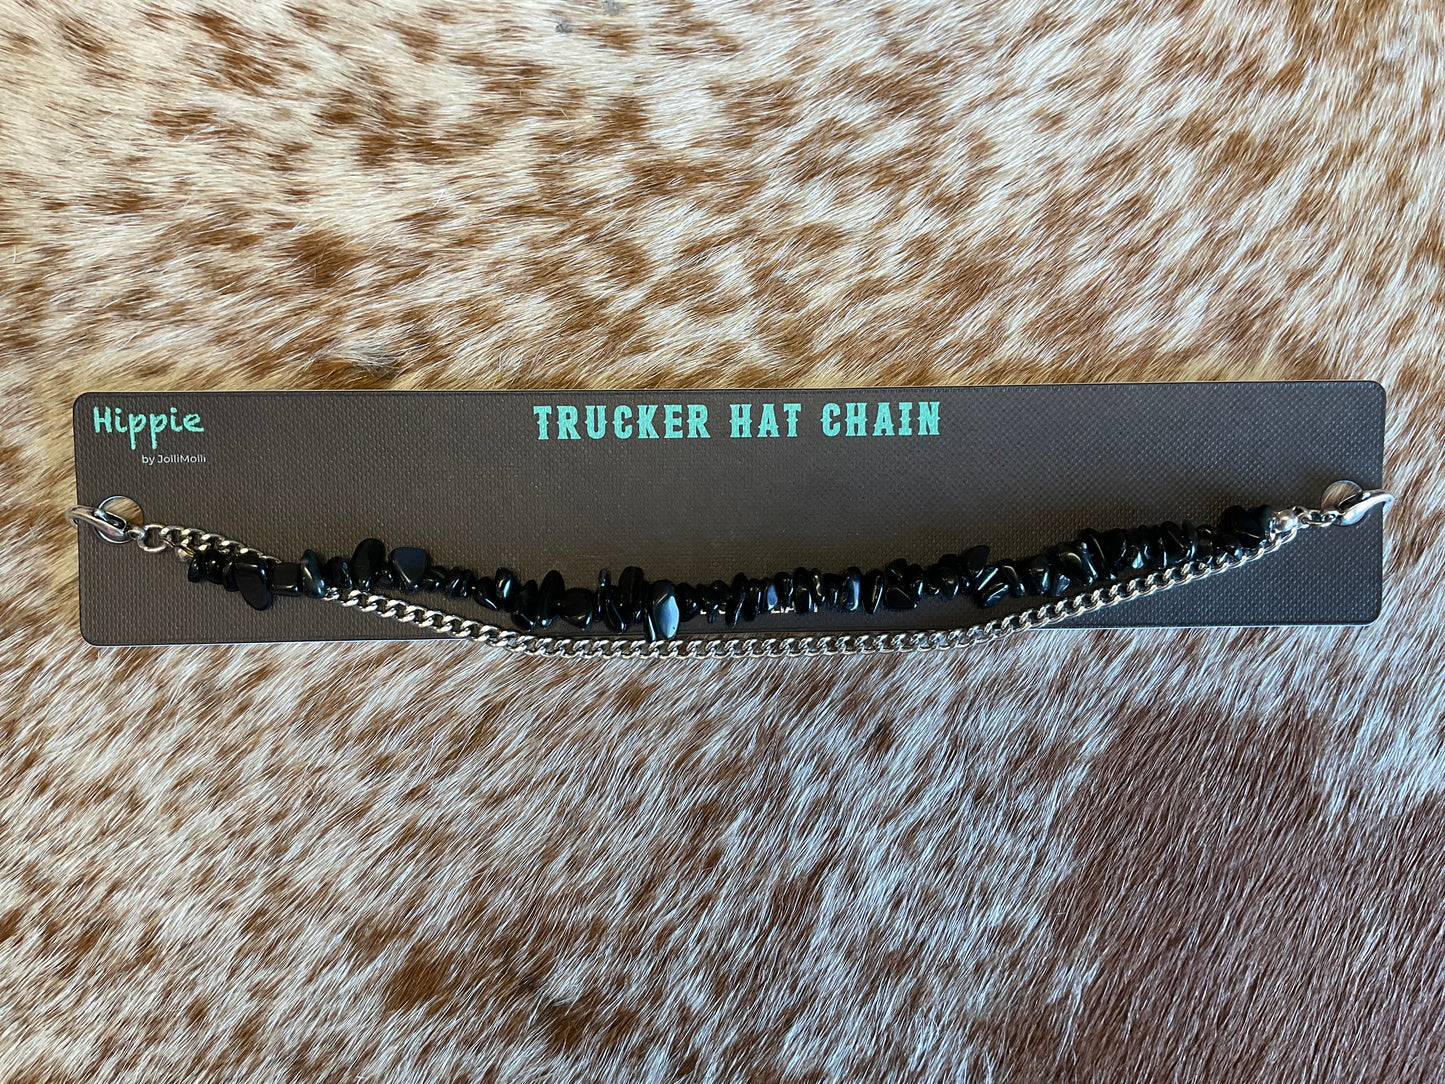 Hippie
by JolliMolli
TRUCKER HAT CHAIN